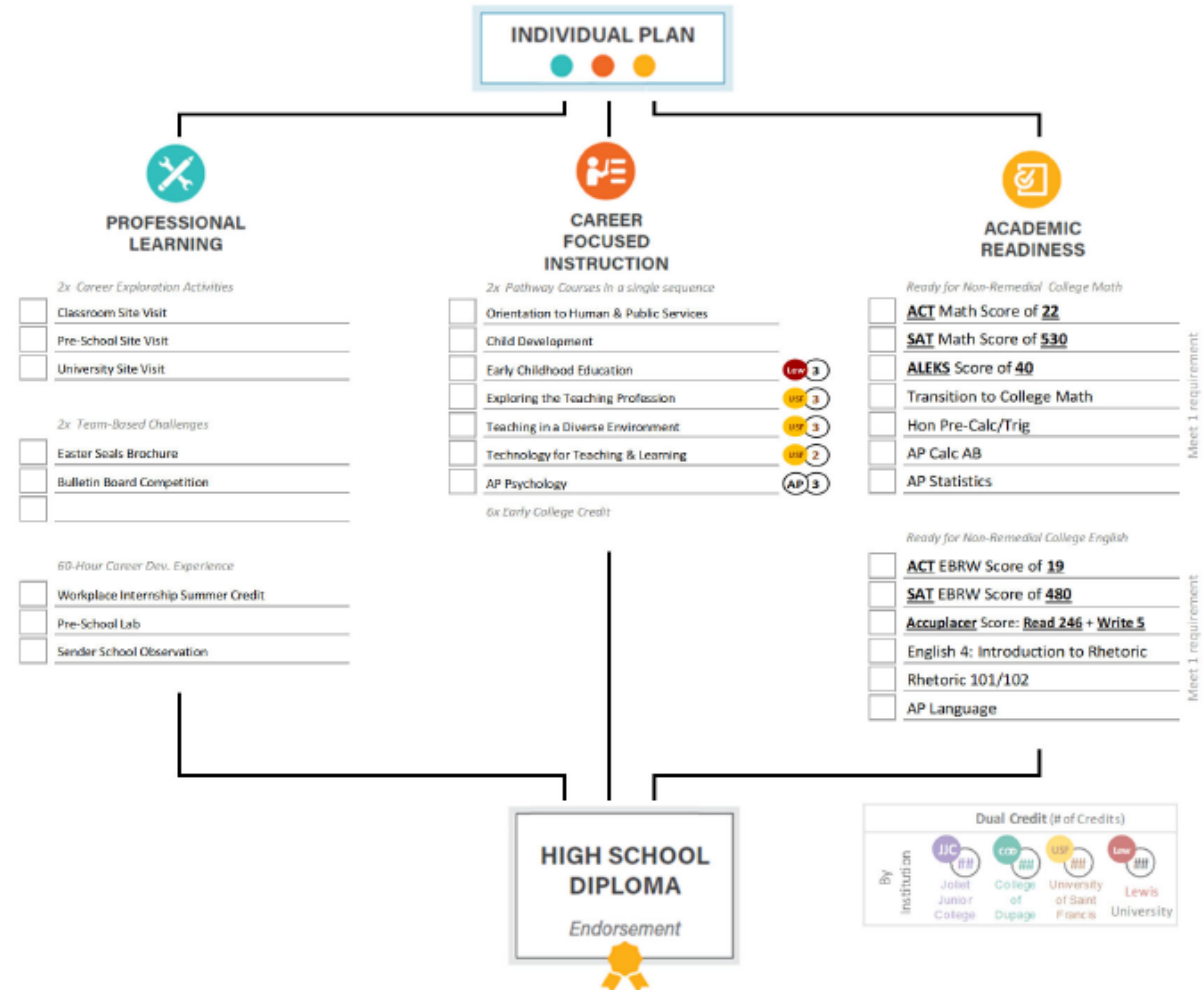 INDIVIDUAL PLAN
PROFESSIONAL
LEARNING
2x Career Exploration Activities
Classroom Site Visit
Pre-School Site Visit
University Site Visit
2x Team-Based Challenges
Easter Seals Brochure
Bulletin Board Competition
60-Hour Career Dev. Experience
Workplace Internship Summer Credit
Pre-School Lab
Sender School Observation
CAREER
FOCUSED
INSTRUCTION
2x Pathway Courses in a single sequence
Orientation to Human & Public Services
Child Development
Early Childhood Education Lew 3
Exploring the Teaching Profession USF 3
Teaching in a Diverse Environment USF 3
Technology for Teaching & Learning USF 2
AP Psychology AP 3
6x Early College Credit
ACADEMIC
READINESS
Ready for Non-Remedial College Math
ACT Math Score of 22
SAT Math Score of 530
ALEKS Score of 40
Transition to College Math
Hon Pre-Calc/Trig
AP Calc AB
AP Statistics
Meet 1 requirement
Ready for Non-Remedial College English
ACT EBRW Score of 19
SAT EBRW Score of 480
Accuplacer Score: Read 246 + Write 5
English 4: Introduction to Rhetoric
Rhetoric 101/102
AP Language
Meet 1 requirement
HIGH SCHOOL
DIPLOMA
Endorsement
Dual Credit (# of Credits)
By
Institution
JJC ##
Joliet
Junior
College
COD ##
College
of
Dupage
USF ##
University
of Saint
Francis
Lew ##
Lewis
University